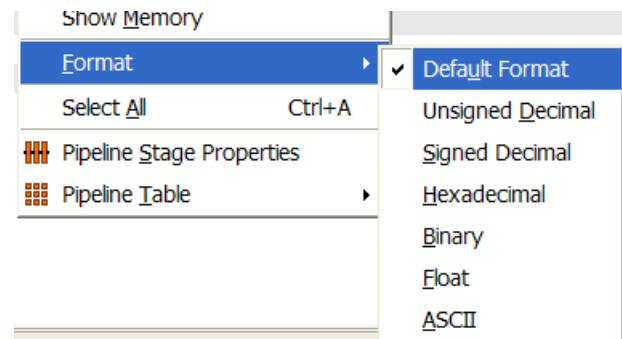 Show Memory
Format
Select All Ctrl+A
Pipeline Stage Properties
Pipeline Table
Default Format
Unsigned Decimal
Signed Decimal
Hexadecimal
Binary
Float
ASCII